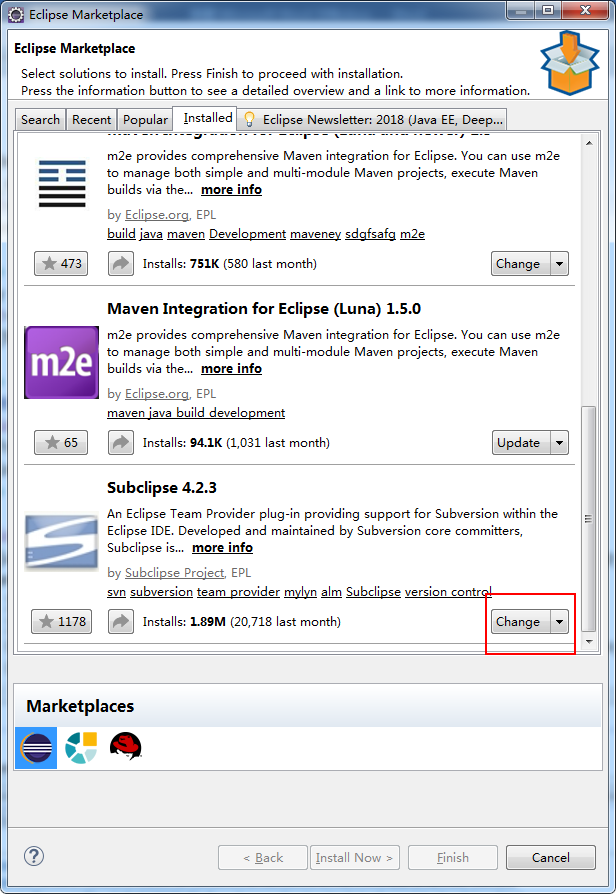 Eclipse Marketplace
Eclipse Marketplace
Select solutions to install. Press Finish to proceed with installation.
Press the information button to see a detailed overview and a link to more information.
Search Recent Popular Installed Eclipse Newsletter: 2018 (Java EE, Deep...
Maven Integration for Eclipse (Luna and newer) 1.5
m2e provides comprehensive Maven integration for Eclipse. You can use m2e
to manage both simple and multi-module Maven projects, execute Maven
builds via the... more info
by Eclipse.org, EPL
build java maven Development maveney sdgfsafg m2e
473 Installs: 751K (580 last month) Change
Maven Integration for Eclipse (Luna) 1.5.0
m2e
m2e provides comprehensive Maven integration for Eclipse. You can use m2e
to manage both simple and multi-module Maven projects, execute Maven
builds via the... more info
by Eclipse.org, EPL
maven java build development
65 Installs: 94.1K (1,031 last month) Update
Subclipse 4.2.3
An Eclipse Team Provider plug-in providing support for Subversion within the
Eclipse IDE. Developed and maintained by Subversion core committers,
Subclipse is... more info
by Subclipse Project, EPL
svn subversion team provider mylyn alm Subclipse version control
1178 Installs: 1.89M (20,718 last month) Change
Marketplaces
? < Back Install Now > Finish Cancel